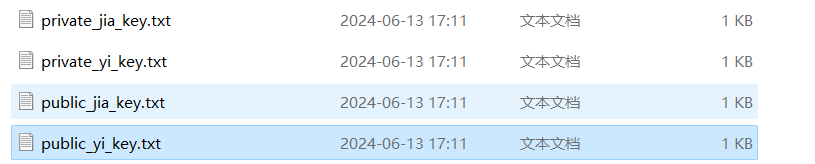 private_jia_key.txt 2024-06-13 17:11 文本文档 1 KB
private_yi_key.txt 2024-06-13 17:11 文本文档 1 KB
public_jia_key.txt 2024-06-13 17:11 文本文档 1 KB
public_yi_key.txt 2024-06-13 17:11 文本文档 1 KB